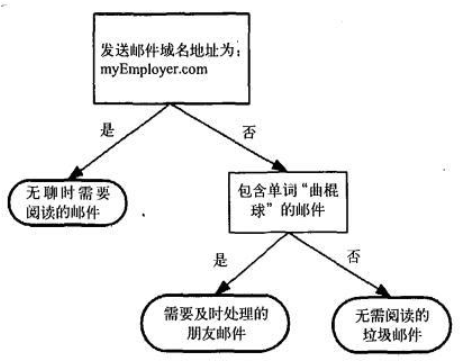 发送邮件域名地址为:
myEmployer.com
是
否
无聊时需要
阅读的邮件
包含单词“曲棍
球”的邮件
是
否
需要及时处理的
朋友邮件
无需阅读的
垃圾邮件